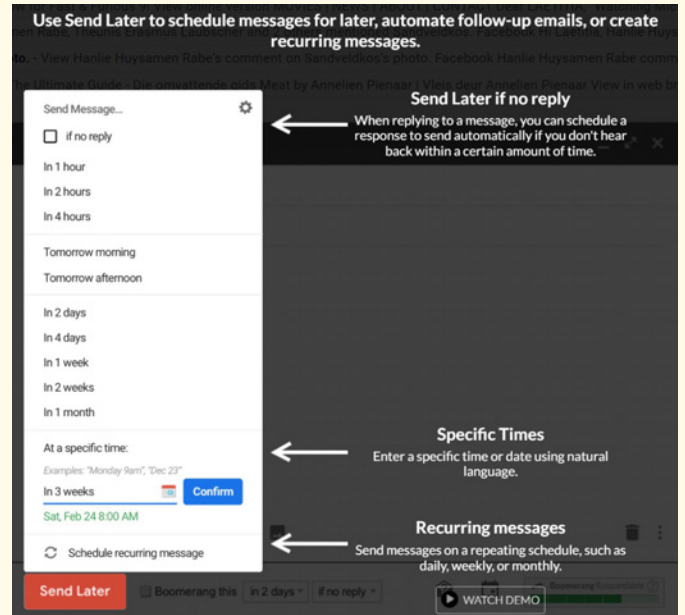 Use Send Later to schedule messages for later, automate follow-up emails, or create
recurring messages.
Send Message...
if no reply
In 1 hour
In 2 hours
In 4 hours
Tomorrow morning
Tomorrow afternoon
In 2 days
In 4 days
In 1 week
In 2 weeks
In 1 month
At a specific time:
Examples: "Monday 9am", "Dec 23"
In 3 weeks
Confirm
Sat, Feb 24 8:00 AM
Schedule recurring message
Send Later if no reply
When replying to a message, you can schedule a
response to send automatically if you don't hear
back within a certain amount of time.
Specific Times
Enter a specific time or date using natural
language.
Recurring messages
Send messages on a repeating schedule, such as
daily, weekly, or monthly.
Send Later
Boomerang this
in 2 days
if no reply
Boomerang Respondable
WATCH DEMO